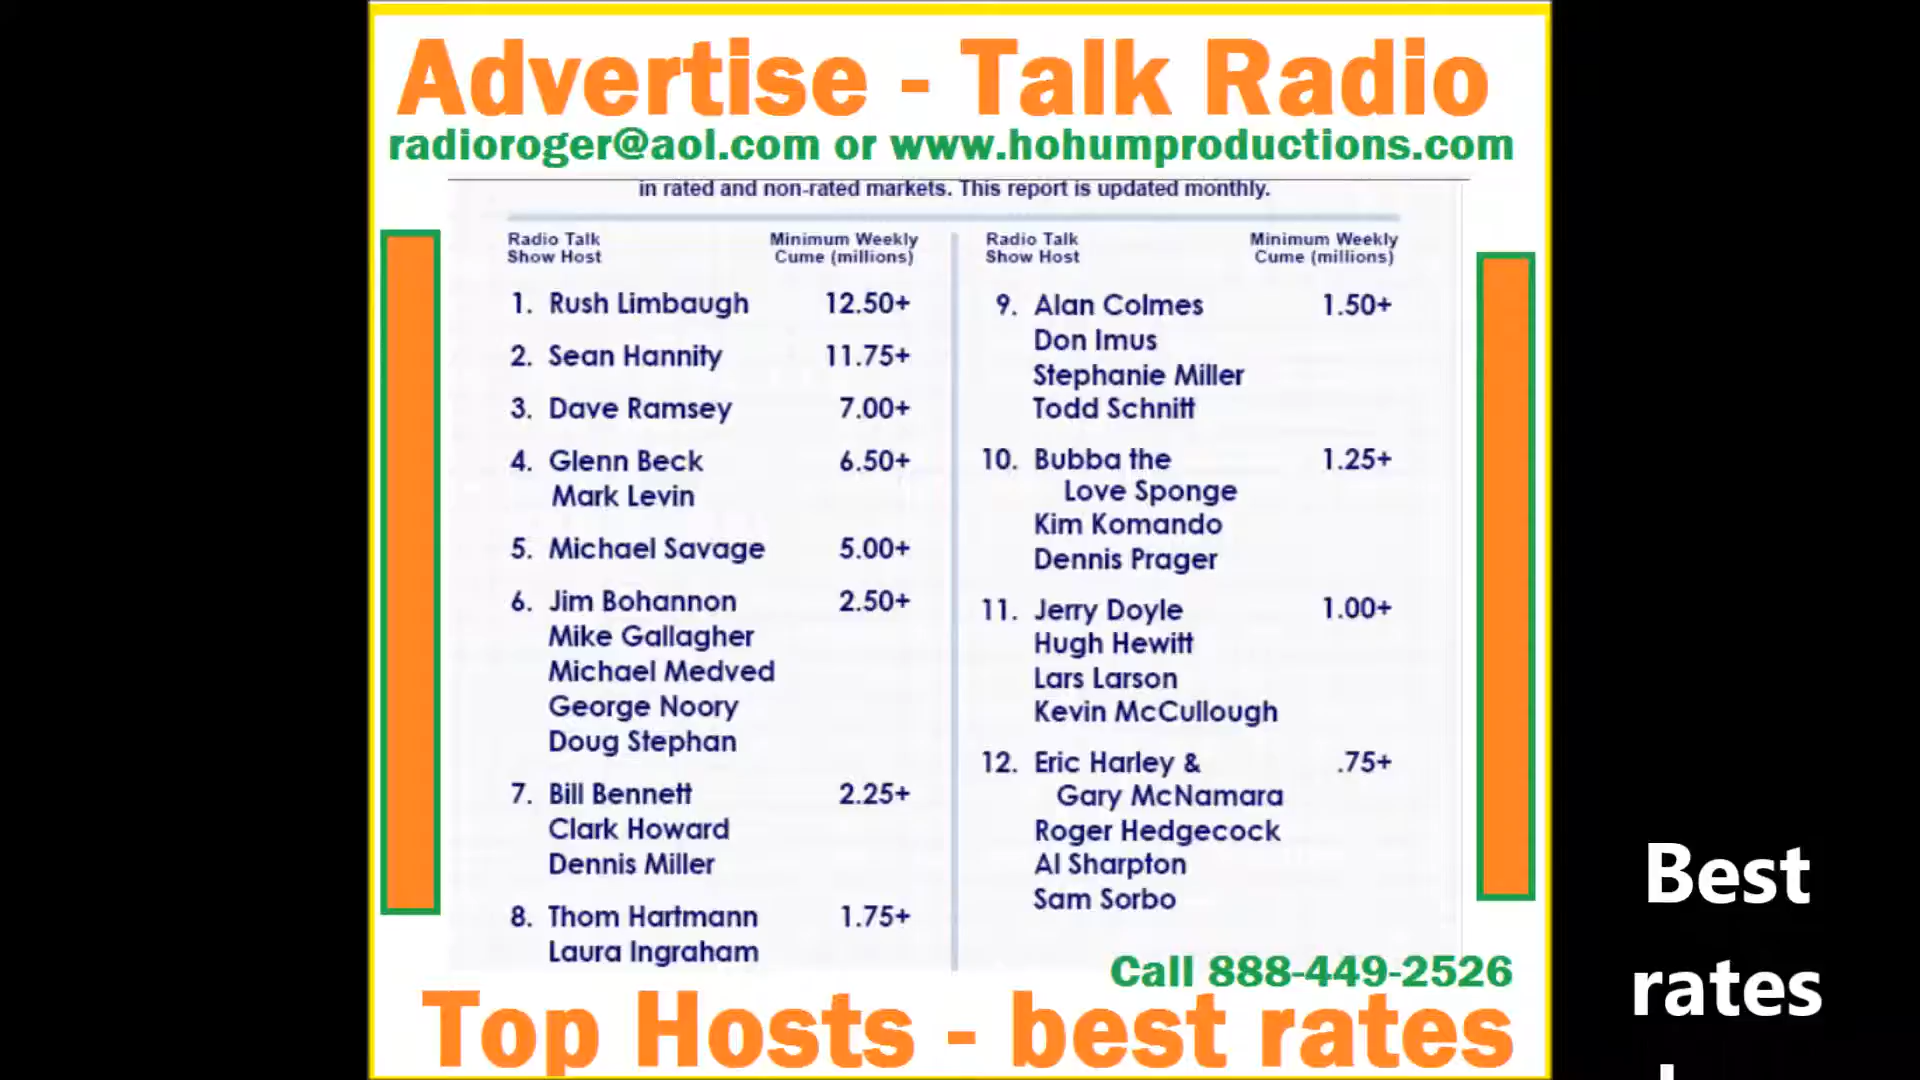 Advertise - Talk Radio
radioroger@aol.com or www.hohumproductions.com
in rated and non-rated markets. This report is updated monthly.
Radio Talk
Show Host
Minimum Weekly
Cume (millions)
1. Rush Limbaugh 12.50+
2. Sean Hannity 11.75+
3. Dave Ramsey 7.00+
4. Glenn Beck 6.50+
Mark Levin
5. Michael Savage 5.00+
6. Jim Bohannon 2.50+
Mike Gallagher
Michael Medved
George Noory
Doug Stephan
7. Bill Bennett 2.25+
Clark Howard
Dennis Miller
8. Thom Hartmann 1.75+
Laura Ingraham
Radio Talk
Show Host
Minimum Weekly
Cume (millions)
9. Alan Colmes 1.50+
Don Imus
Stephanie Miller
Todd Schnitt
10. Bubba the 1.25+
Love Sponge
Kim Komando
Dennis Prager
11. Jerry Doyle 1.00+
Hugh Hewitt
Lars Larson
Kevin McCullough
12. Eric Harley & .75+
Gary McNamara
Roger Hedgecock
Al Sharpton
Sam Sorbo
Call 888-449-2526
Top Hosts - best rates
Best
rates